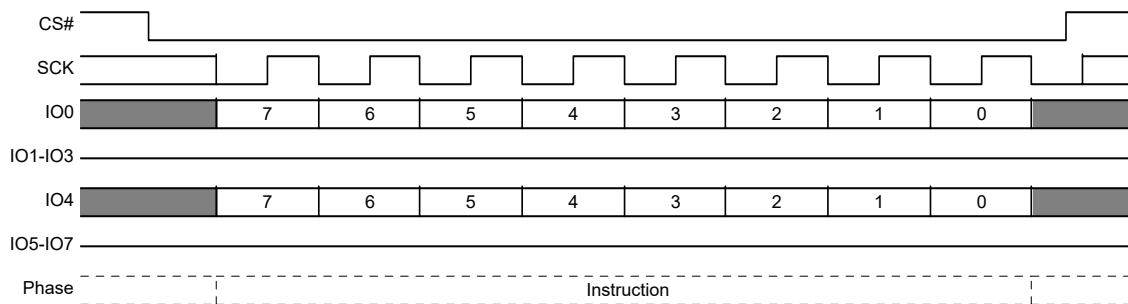 CS#
SCK
IO0 7 6 5 4 3 2 1 0
IO1-IO3
IO4 7 6 5 4 3 2 1 0
IO5-IO7
Phase Instruction